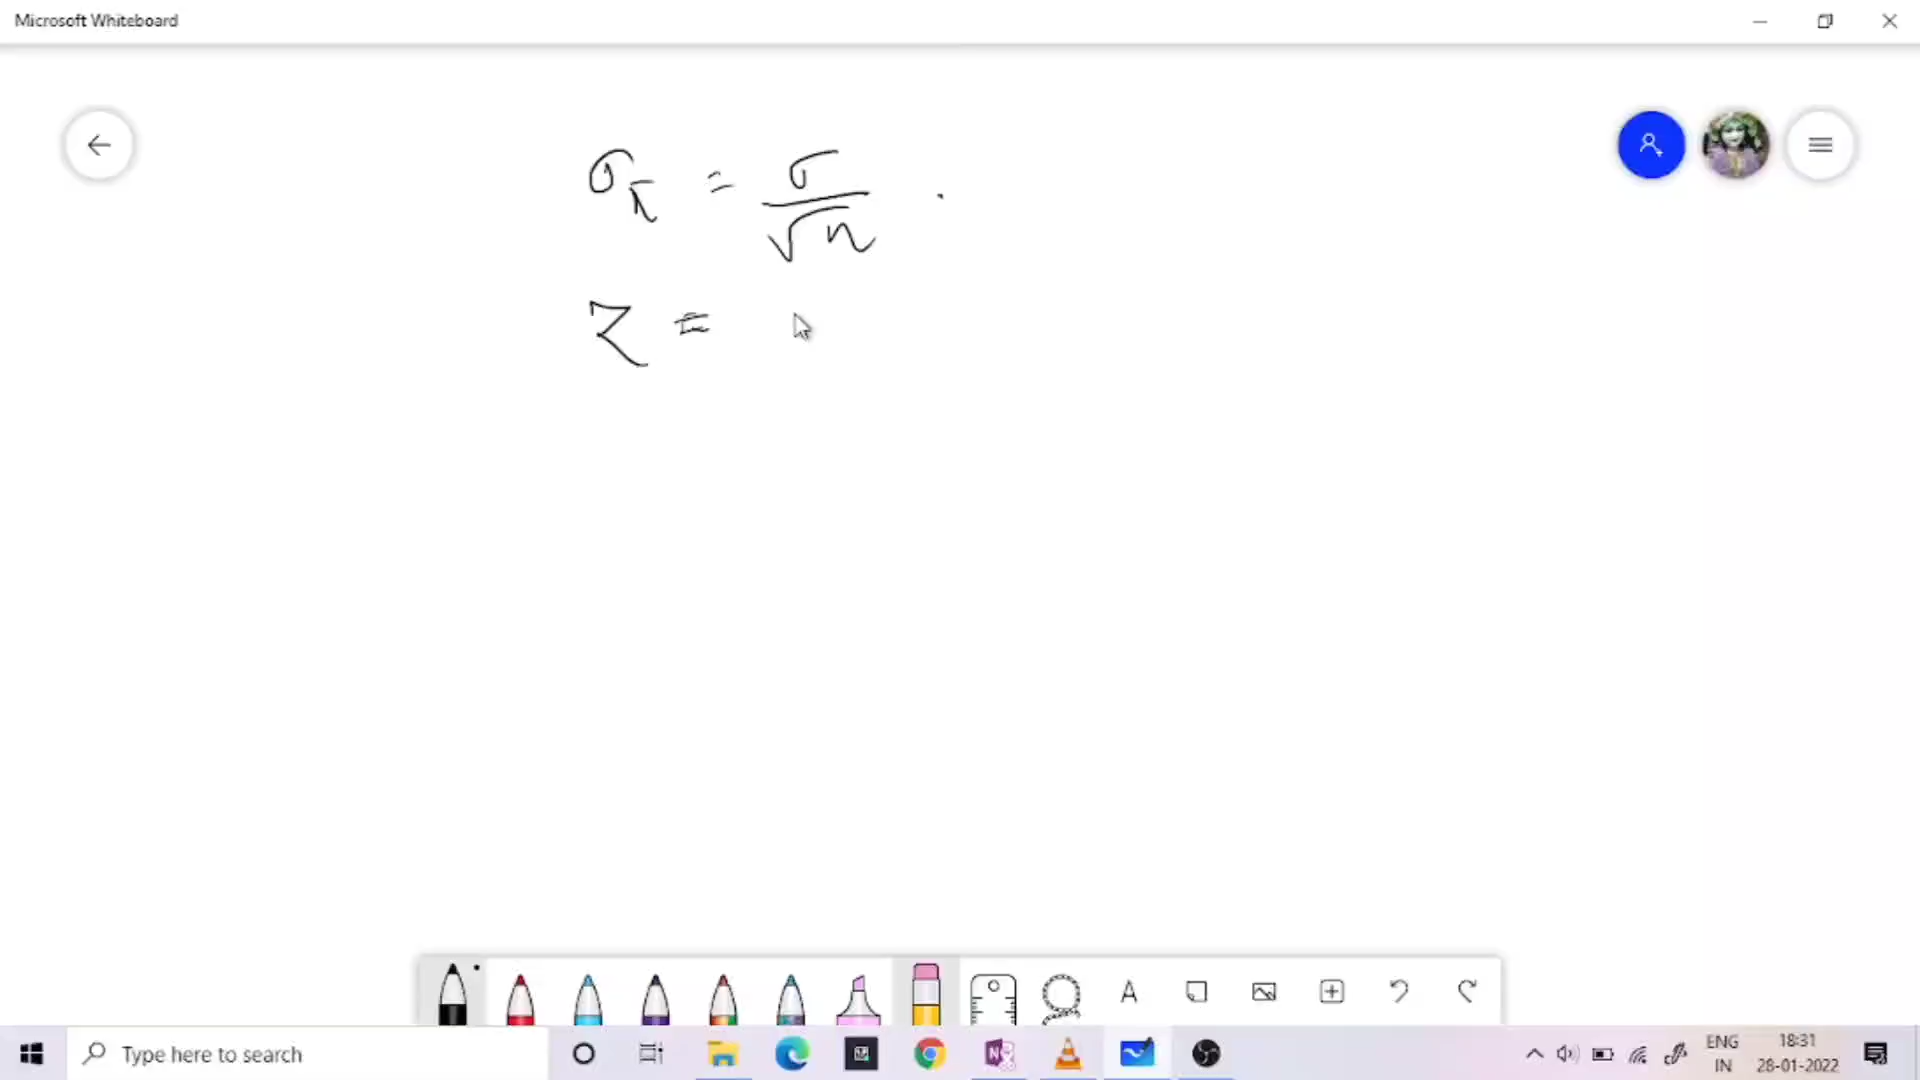 Microsoft Whiteboard
σ_x̄ = σ/√n .
Z =
A
Type here to search
ENG
IN
18:31
28-01-2022